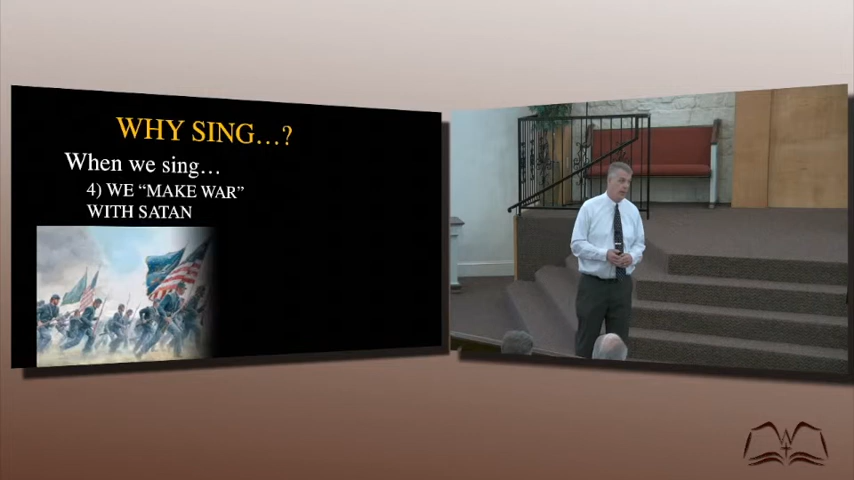 WHY SING…?
When we sing…
4) WE “MAKE WAR”
WITH SATAN